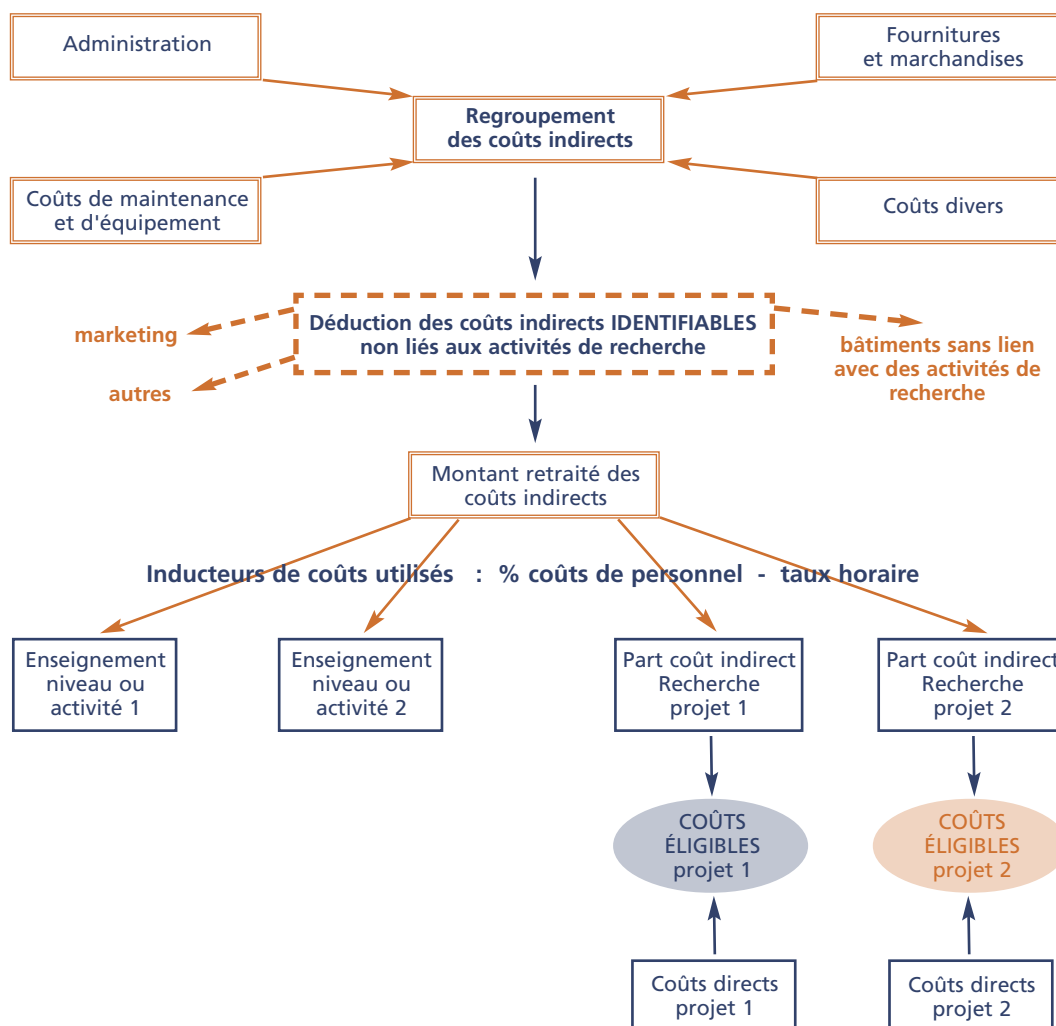 Administration
Fournitures
et marchandises
Regroupement
des coûts indirects
Coûts de maintenance
et d'équipement
Coûts divers
marketing
autres
Déduction des coûts indirects IDENTIFIABLES
non liés aux activités de recherche
bâtiments sans lien
avec des activités de
recherche
Montant retraité des
coûts indirects
Inducteurs de coûts utilisés : % coûts de personnel - taux horaire
Enseignement
niveau ou
activité 1
Enseignement
niveau ou
activité 2
Part coût indirect
Recherche
projet 1
Part coût indirect
Recherche
projet 2
COÛTS
ÉLIGIBLES
projet 1
COÛTS
ÉLIGIBLES
projet 2
Coûts directs
projet 1
Coûts directs
projet 2